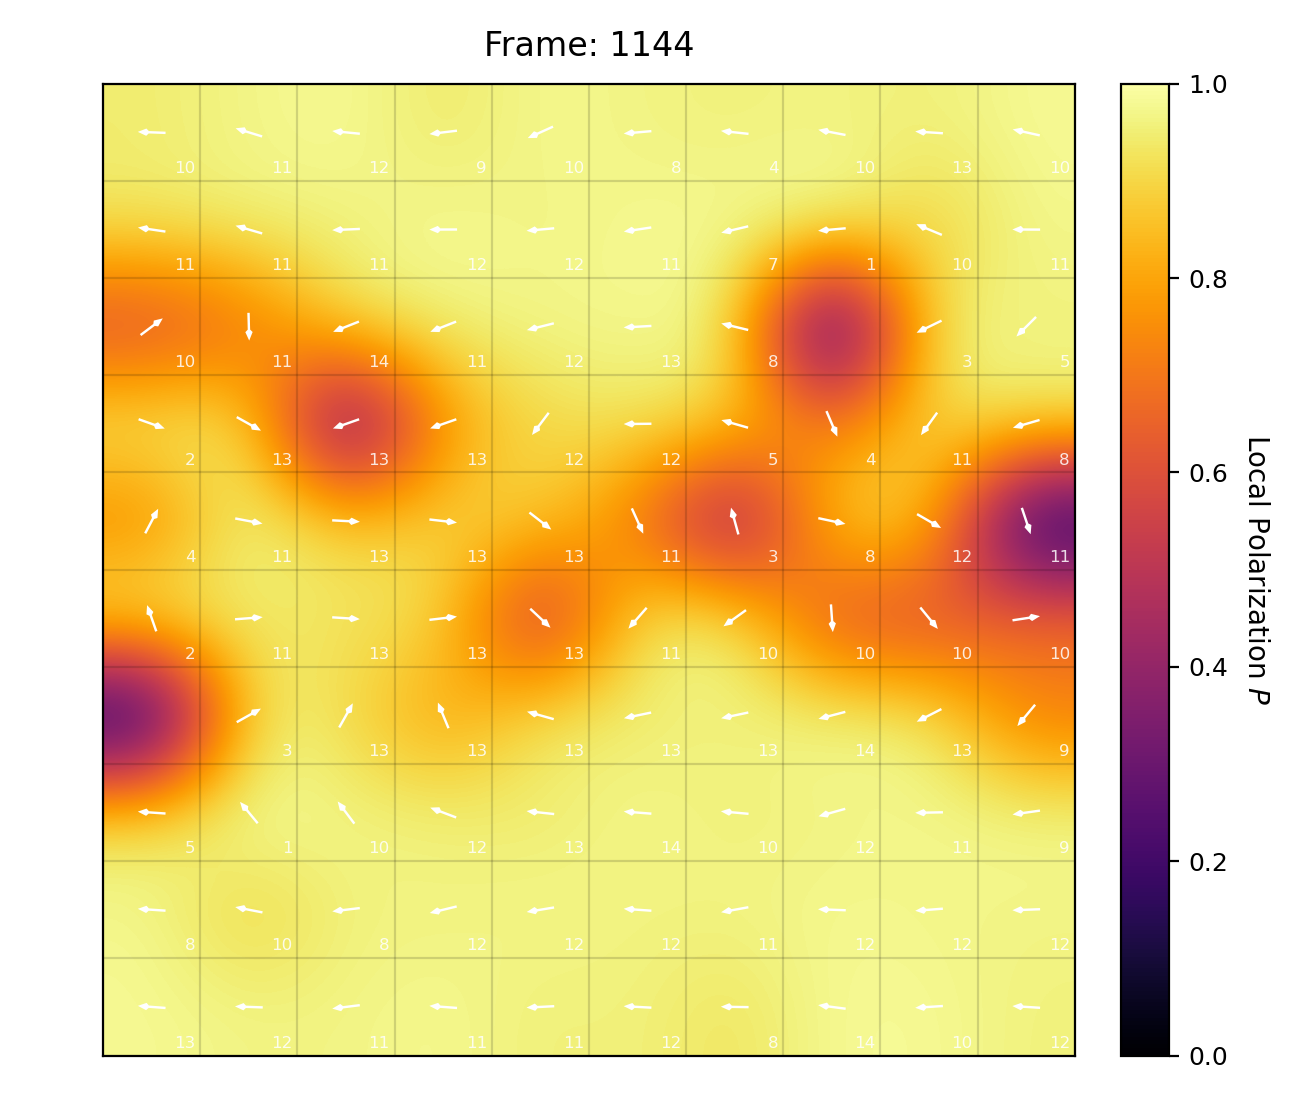 Frame: 1144
10 11 12 9 10 8 4 10 13 10
11 11 11 12 12 11 7 1 10 11
10 11 14 11 12 13 8 3 5
2 13 13 13 12 12 5 4 11 8
4 11 13 13 13 11 3 8 12 11
2 11 13 13 13 11 10 10 10 10
3 13 13 13 13 13 14 13 9
5 1 10 12 13 14 10 12 11 9
8 10 8 12 12 12 11 12 12 12
13 12 11 11 11 12 8 14 10 12
1.0
0.8
0.6
0.4
0.2
0.0
Local Polarization P